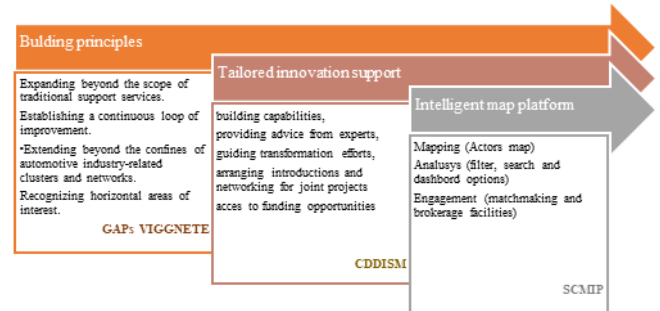 Bulding principles
Expanding beyond the scope of
traditional support services.
Establishing a continuous loop of
improvement.
•Extending beyond the confines of
automotive industry-related
clusters and networks.
Recognizing horizontal areas of
interest.
GAPs VIGGNETE
Tailored innovation support
building capabilities,
providing advice from experts,
guiding transformation efforts,
arranging introductions and
networking for joint projects
acces to funding opportunities
CDDISM
Intelligent map platform
Mapping (Actors map)
Analusys (filter, search and
dashbord options)
Engagement (matchmaking and
brokerage facilities)
SCMIP